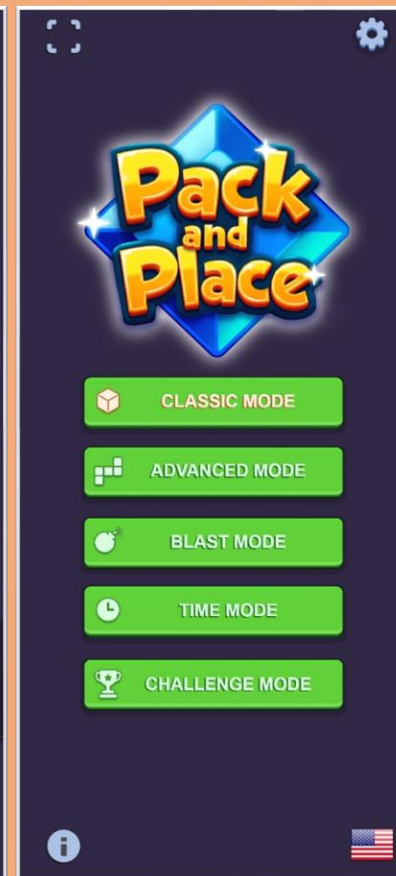 Pack
and
Place
CLASSIC MODE
ADVANCED MODE
BLAST MODE
TIME MODE
CHALLENGE MODE
i